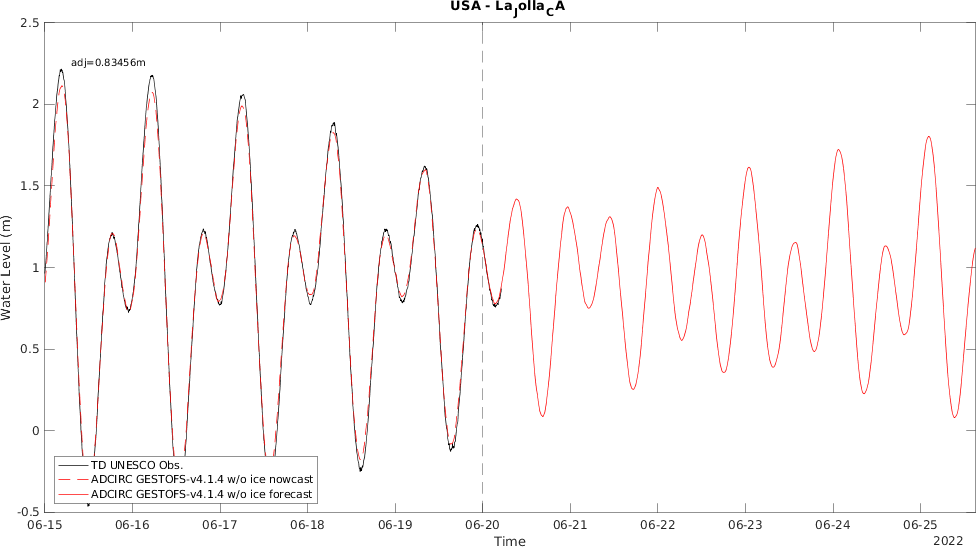 USA - LaJollaCA
adj=0.83456m
2.5
2
1.5
1
0.5
0
-0.5
Water Level (m)
TD UNESCO Obs.
ADCIRC GESTOFS-v4.1.4 w/o ice nowcast
ADCIRC GESTOFS-v4.1.4 w/o ice forecast
06-15 06-16 06-17 06-18 06-19 06-20 06-21 06-22 06-23 06-24 06-25
Time
2022